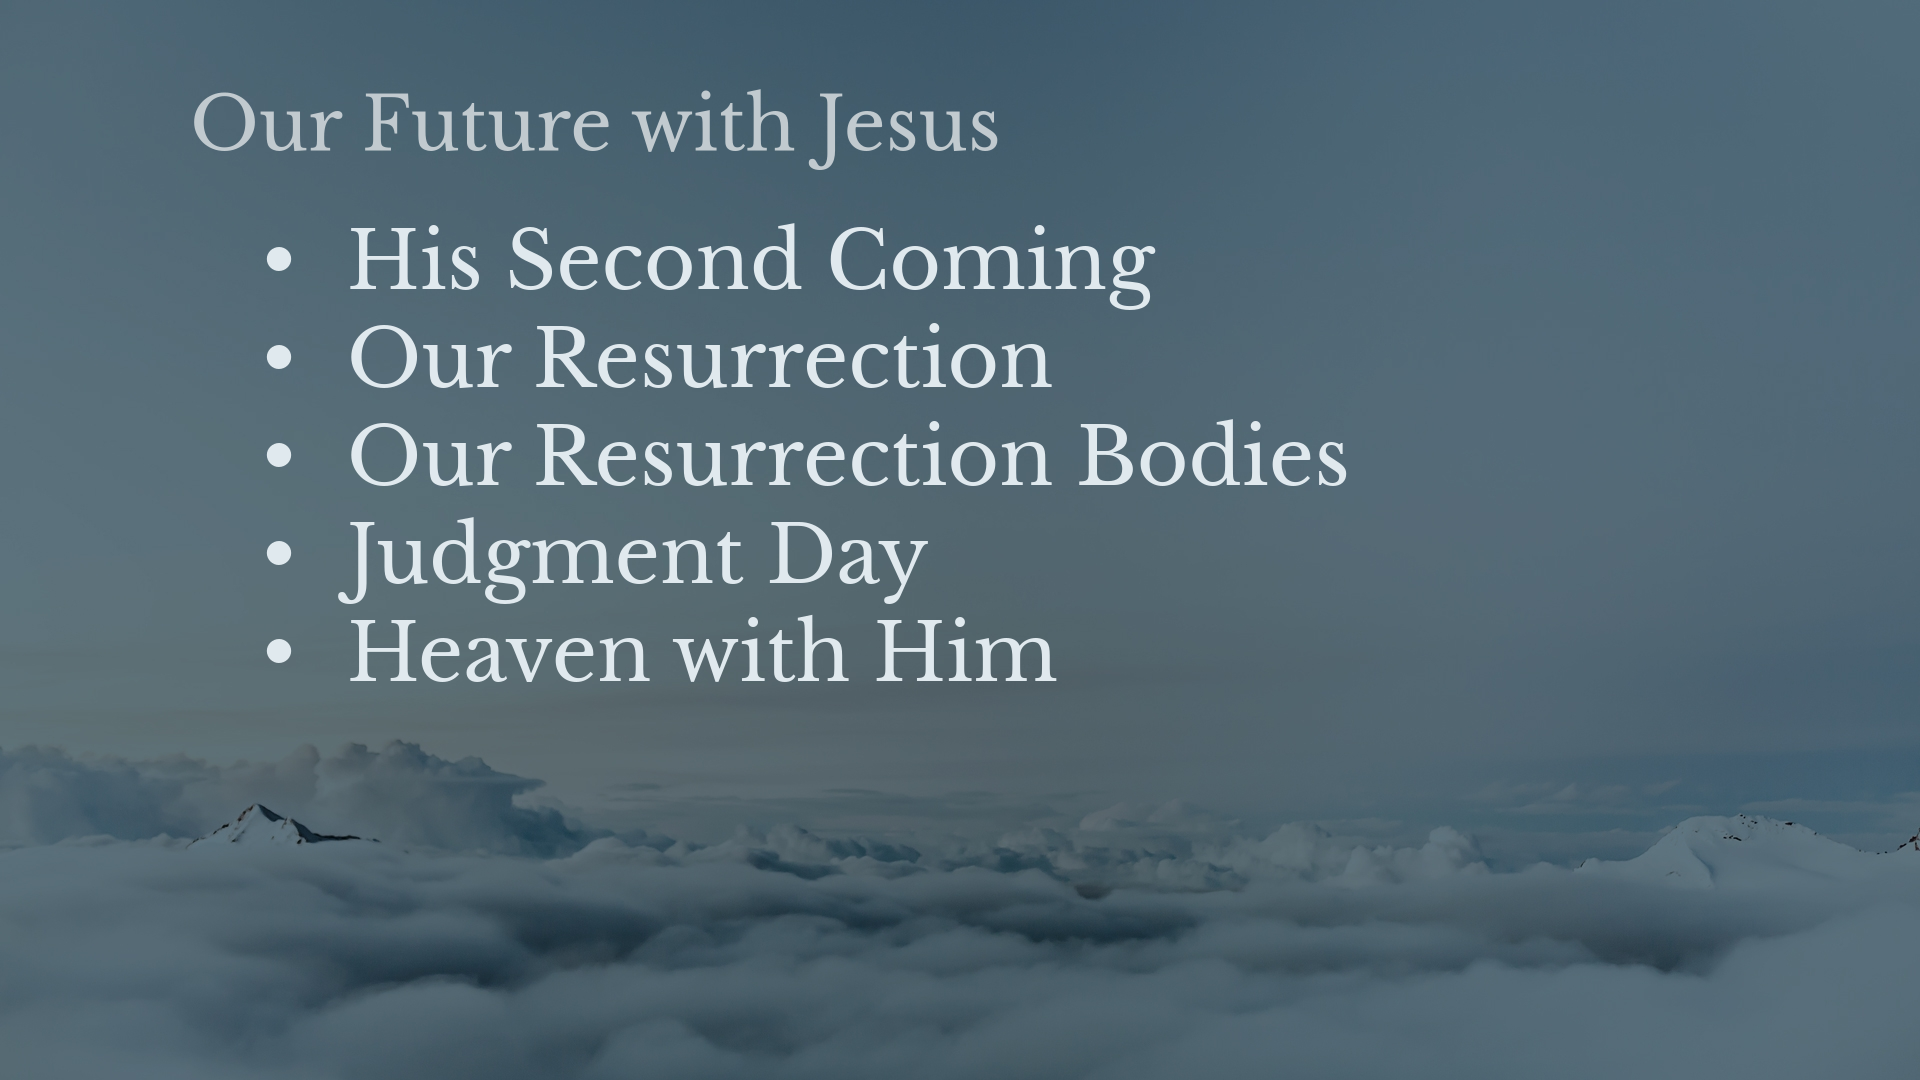 Our Future with Jesus
• His Second Coming
• Our Resurrection
• Our Resurrection Bodies
• Judgment Day
• Heaven with Him